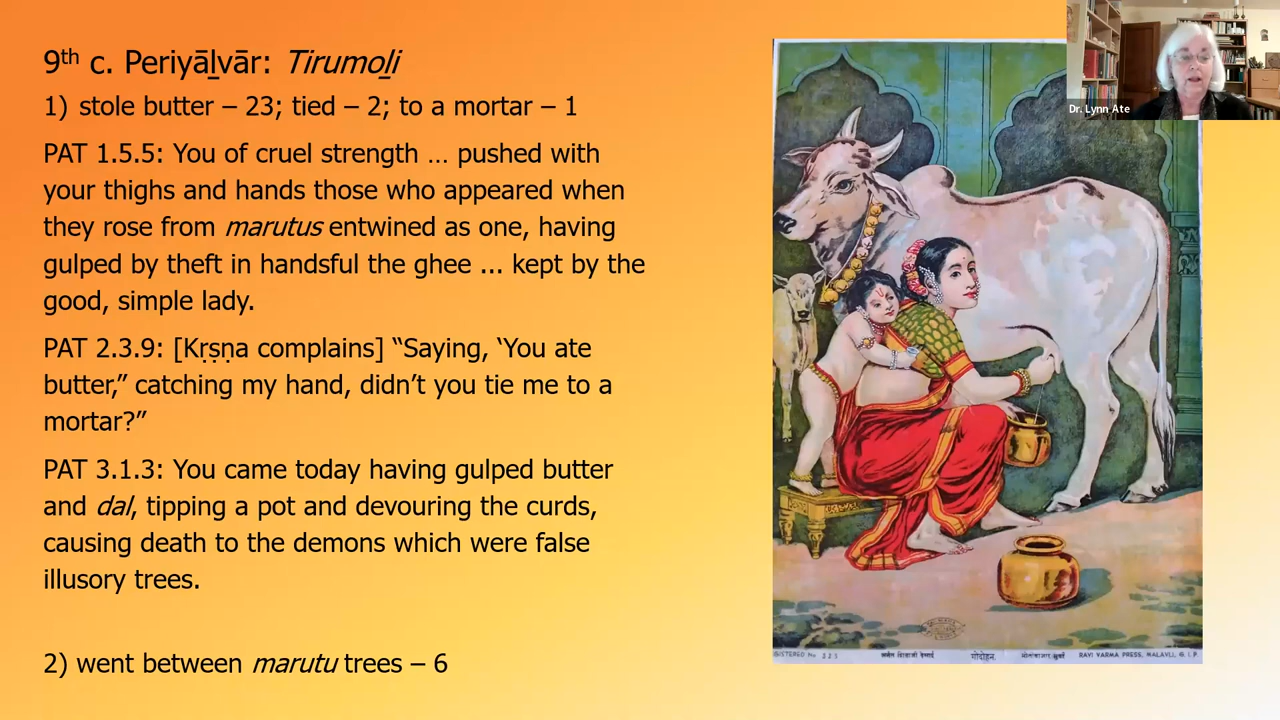 9th c. Periyāḻvār: Tirumoḻi
1) stole butter – 23; tied – 2; to a mortar – 1
PAT 1.5.5: You of cruel strength … pushed with
your thighs and hands those who appeared when
they rose from marutus entwined as one, having
gulped by theft in handsful the ghee ... kept by the
good, simple lady.
PAT 2.3.9: [Kṛṣṇa complains] “Saying, ‘You ate
butter,” catching my hand, didn’t you tie me to a
mortar?”
PAT 3.1.3: You came today having gulped butter
and dal, tipping a pot and devouring the curds,
causing death to the demons which were false
illusory trees.
2) went between marutu trees – 6
Dr. Lynn Ate
गोदोहन.
RAVI VARMA PRESS, MALAVLI, G. I. P.